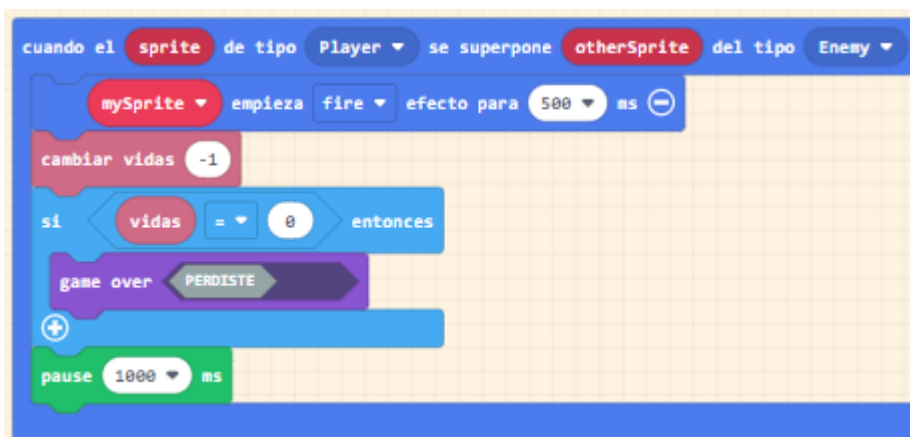 cuando el sprite de tipo Player se superpone otherSprite del tipo Enemy
mySprite empieza fire efecto para 500 ms
cambiar vidas -1
si vidas = 0 entonces
game over PERDISTE
pause 1000 ms